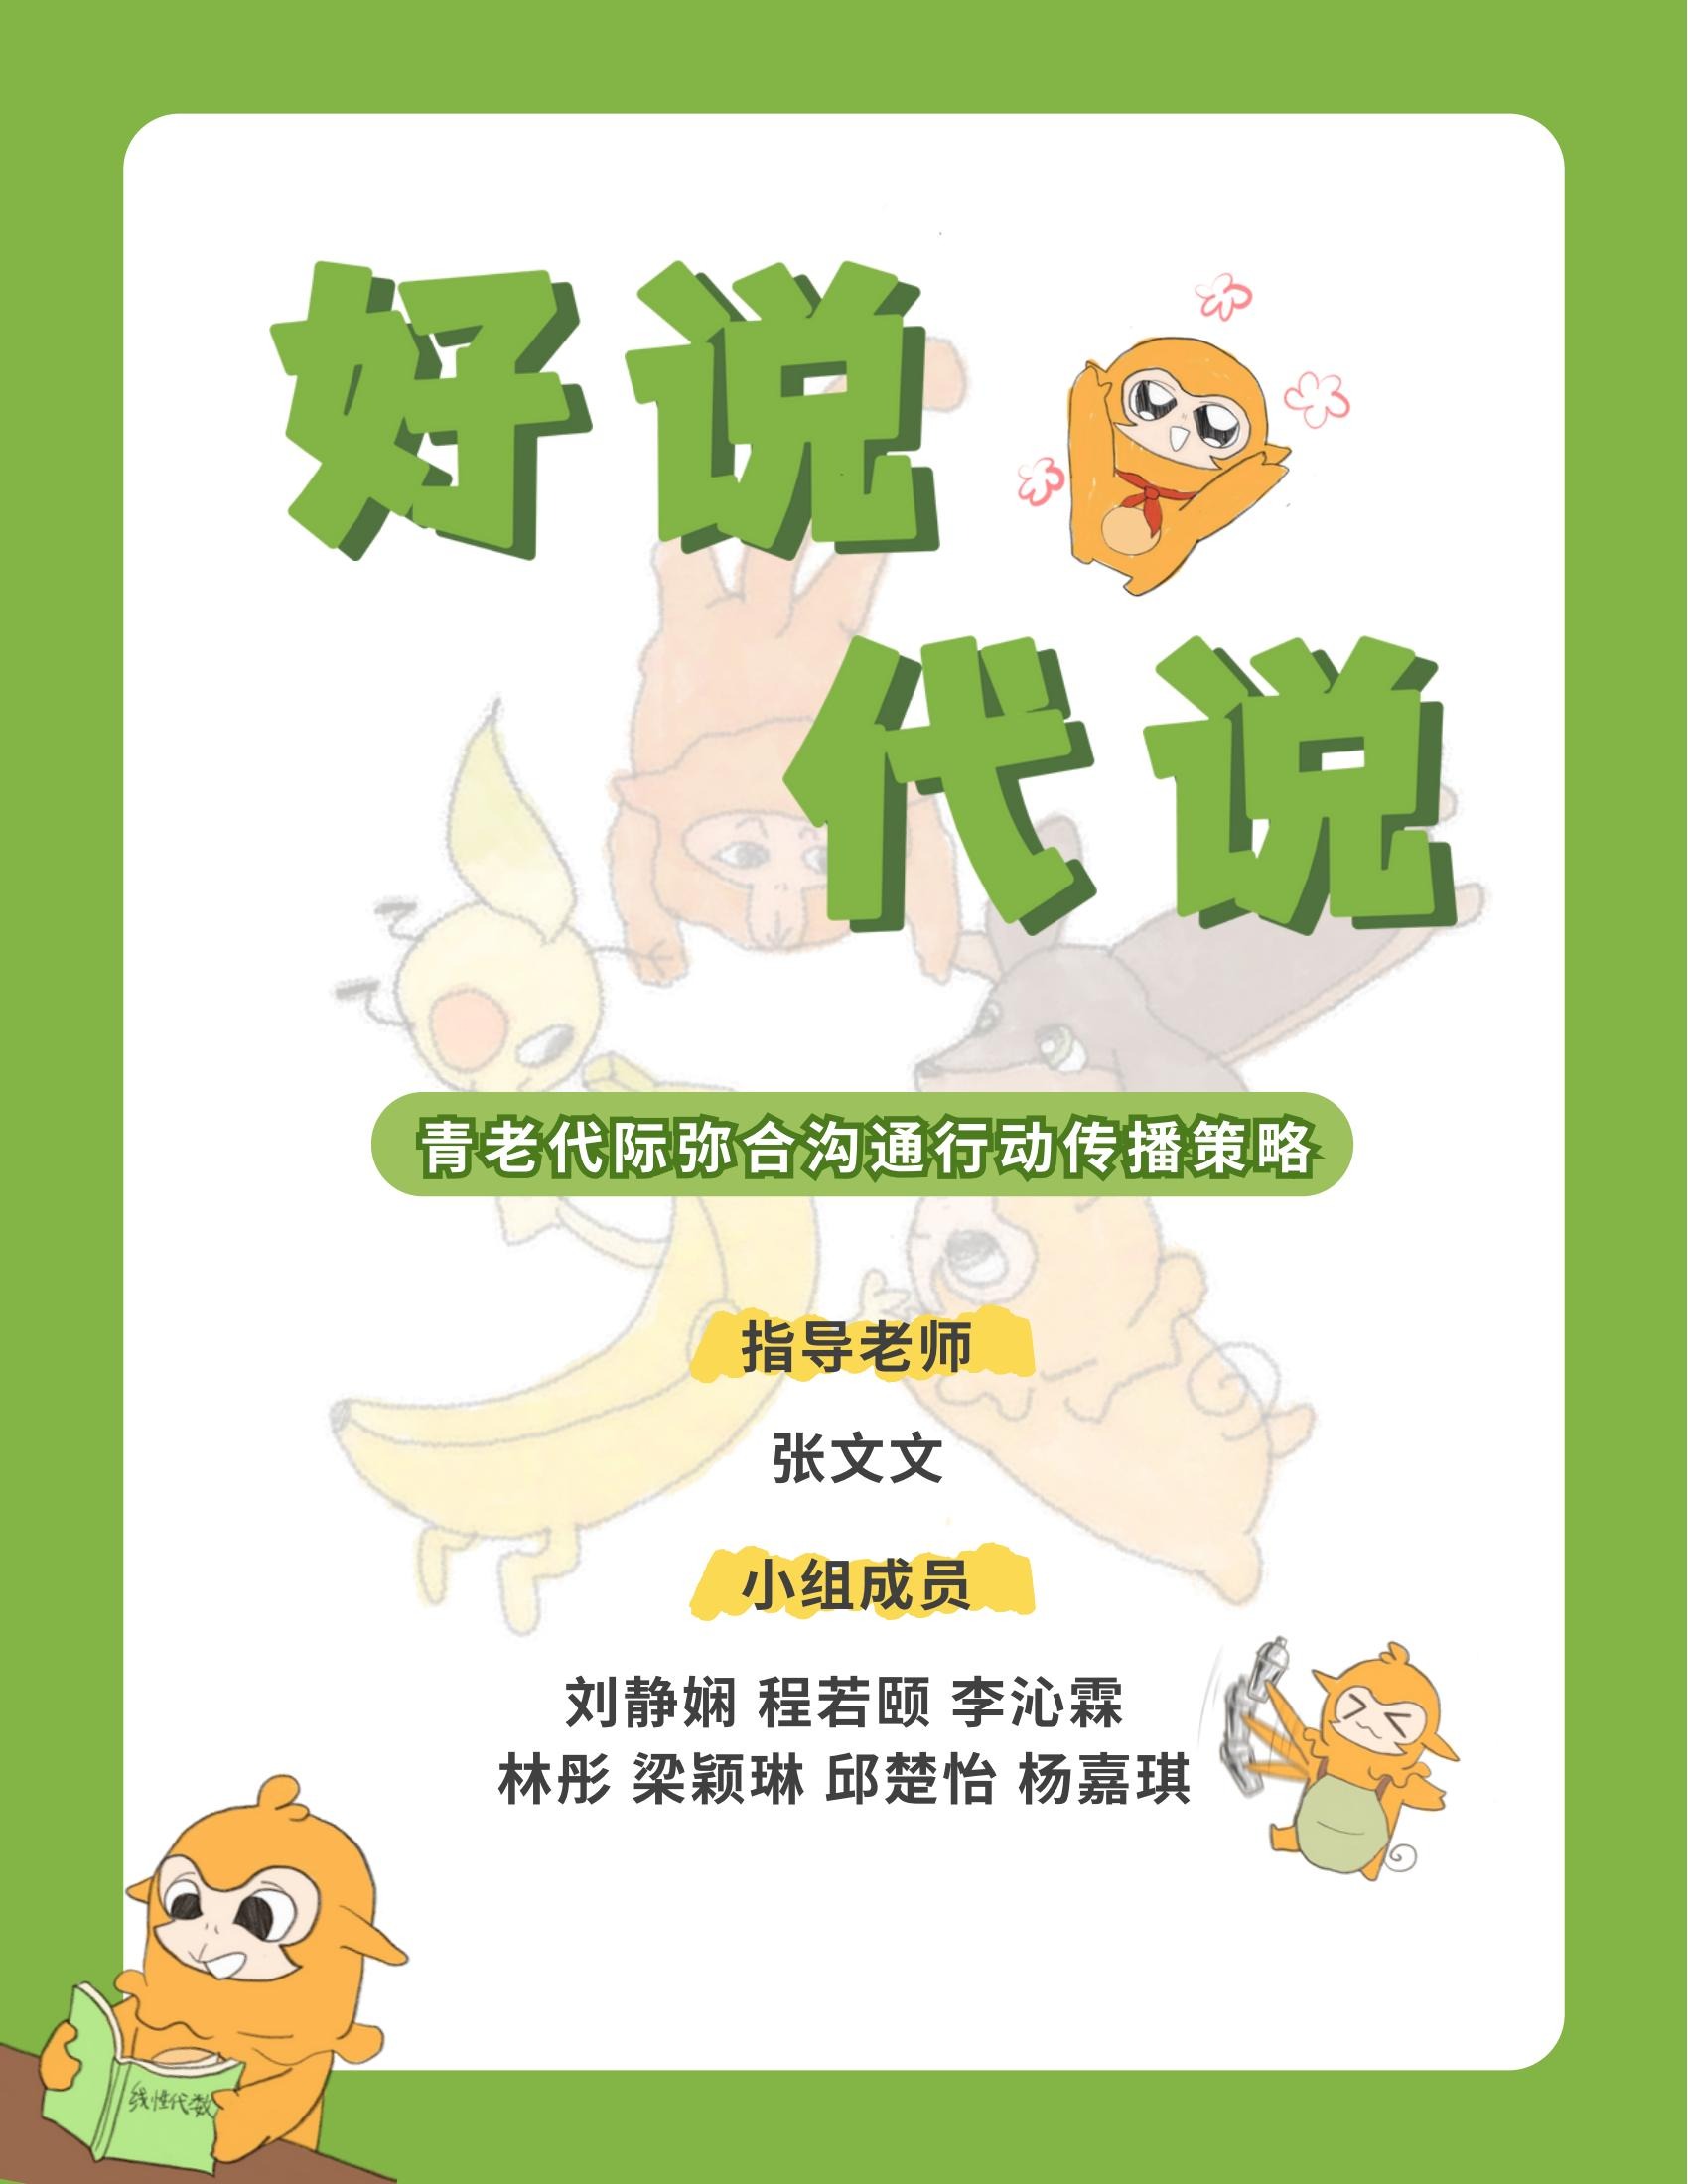 好说
代说
青老代际弥合沟通行动传播策略
指导老师
张文文
小组成员
刘静娴 程若颐 李沁霖
林彤 梁颖琳 邱楚怡 杨嘉琪
线性代数